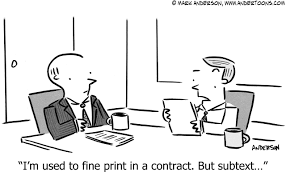 © MARK ANDERSON, WWW.ANDERTOONS.COM
ANDERSON
"I'm used to fine print in a contract. But subtext..."